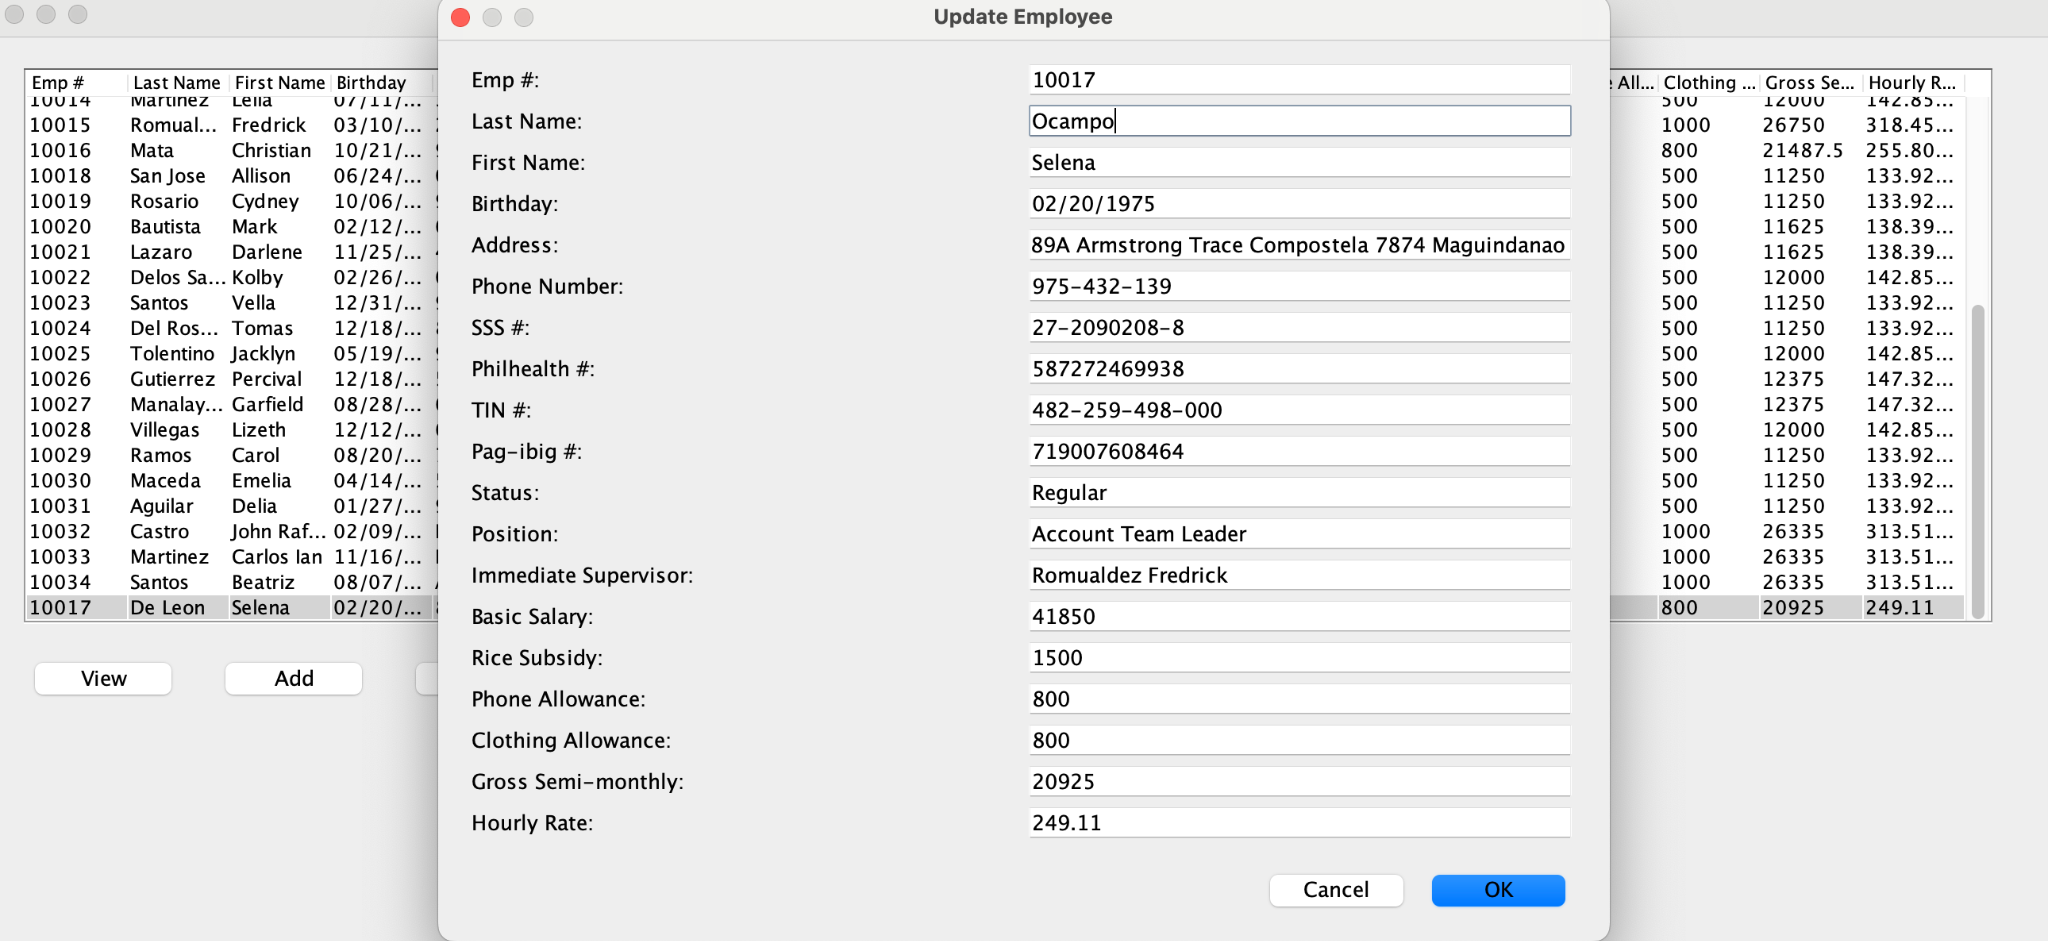 Update Employee
Emp # Last Name First Name Birthday
10014 Martinez Leila 07/11/...
10015 Romual... Fredrick 03/10/...
10016 Mata Christian 10/21/...
10018 San Jose Allison 06/24/...
10019 Rosario Cydney 10/06/...
10020 Bautista Mark 02/12/...
10021 Lazaro Darlene 11/25/...
10022 Delos Sa... Kolby 02/26/...
10023 Santos Vella 12/31/...
10024 Del Ros... Tomas 12/18/...
10025 Tolentino Jacklyn 05/19/...
10026 Gutierrez Percival 12/18/...
10027 Manalay... Garfield 08/28/...
10028 Villegas Lizeth 12/12/...
10029 Ramos Carol 08/20/...
10030 Maceda Emelia 04/14/...
10031 Aguilar Delia 01/27/...
10032 Castro John Raf... 02/09/...
10033 Martinez Carlos Ian 11/16/...
10034 Santos Beatriz 08/07/...
10017 De Leon Selena 02/20/...
View Add
Emp #: 10017
Last Name: Ocampo
First Name: Selena
Birthday: 02/20/1975
Address: 89A Armstrong Trace Compostela 7874 Maguindanao
Phone Number: 975-432-139
SSS #: 27-2090208-8
Philhealth #: 587272469938
TIN #: 482-259-498-000
Pag-ibig #: 719007608464
Status: Regular
Position: Account Team Leader
Immediate Supervisor: Romualdez Fredrick
Basic Salary: 41850
Rice Subsidy: 1500
Phone Allowance: 800
Clothing Allowance: 800
Gross Semi-monthly: 20925
Hourly Rate: 249.11
Cancel OK
All... Clothing ... Gross Se... Hourly R...
500 12000 142.85...
1000 26750 318.45...
800 21487.5 255.80...
500 11250 133.92...
500 11250 133.92...
500 11625 138.39...
500 11625 138.39...
500 12000 142.85...
500 11250 133.92...
500 11250 133.92...
500 12000 142.85...
500 12375 147.32...
500 12375 147.32...
500 12000 142.85...
500 11250 133.92...
500 11250 133.92...
500 11250 133.92...
1000 26335 313.51...
1000 26335 313.51...
1000 26335 313.51...
800 20925 249.11